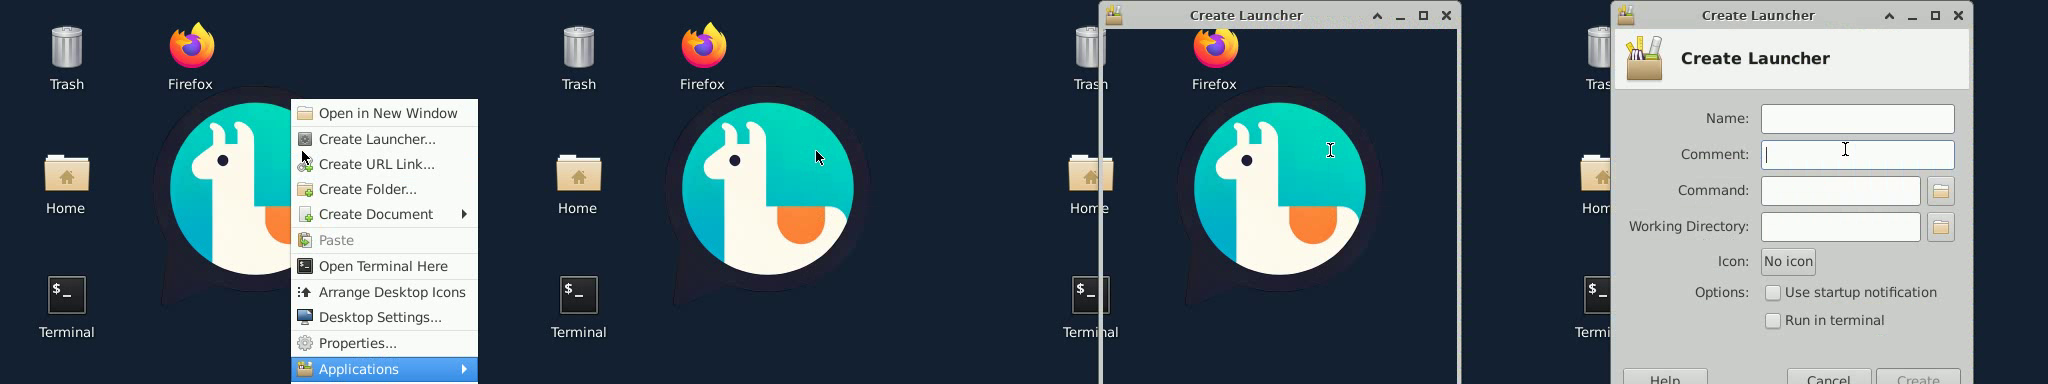 Trash
Firefox
Home
Terminal
Open in New Window
Create Launcher...
Create URL Link...
Create Folder...
Create Document
Paste
Open Terminal Here
Arrange Desktop Icons
Desktop Settings...
Properties...
Applications
$_
Trash
Firefox
Home
$_
Terminal
Create Launcher
Trash
Firefox
Home
$_
Terminal
Create Launcher
Tras
Hom
$_
Termi
Create Launcher
Name:
Comment:
Command:
Working Directory:
Icon:
No icon
Options:
Use startup notification
Run in terminal
Help
Cancel
Create